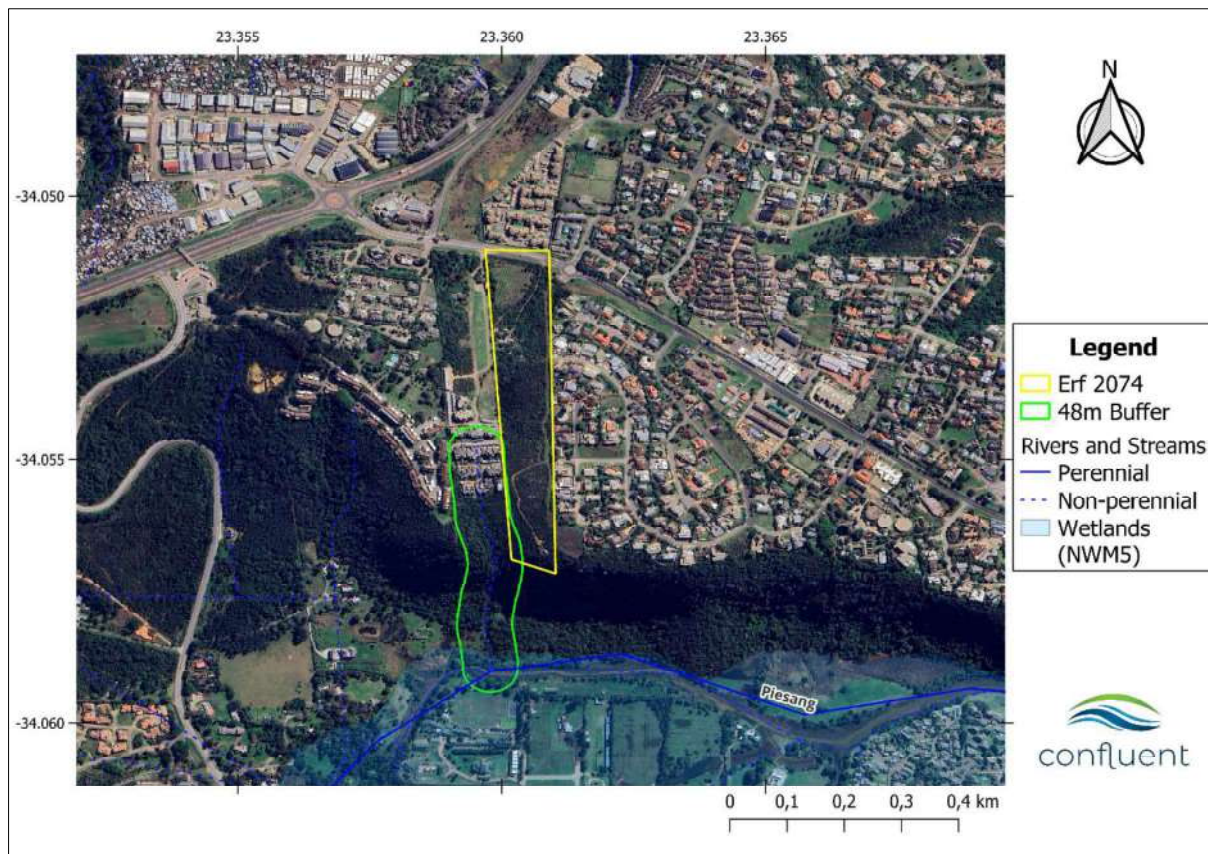 23.355
23.360
23.365
N
-34.050
-34.055
-34.060
Piesang
Legend
Erf 2074
48m Buffer
Rivers and Streams
Perennial
Non-perennial
Wetlands
(NWM5)
confluent
0 0,1 0,2 0,3 0,4 km